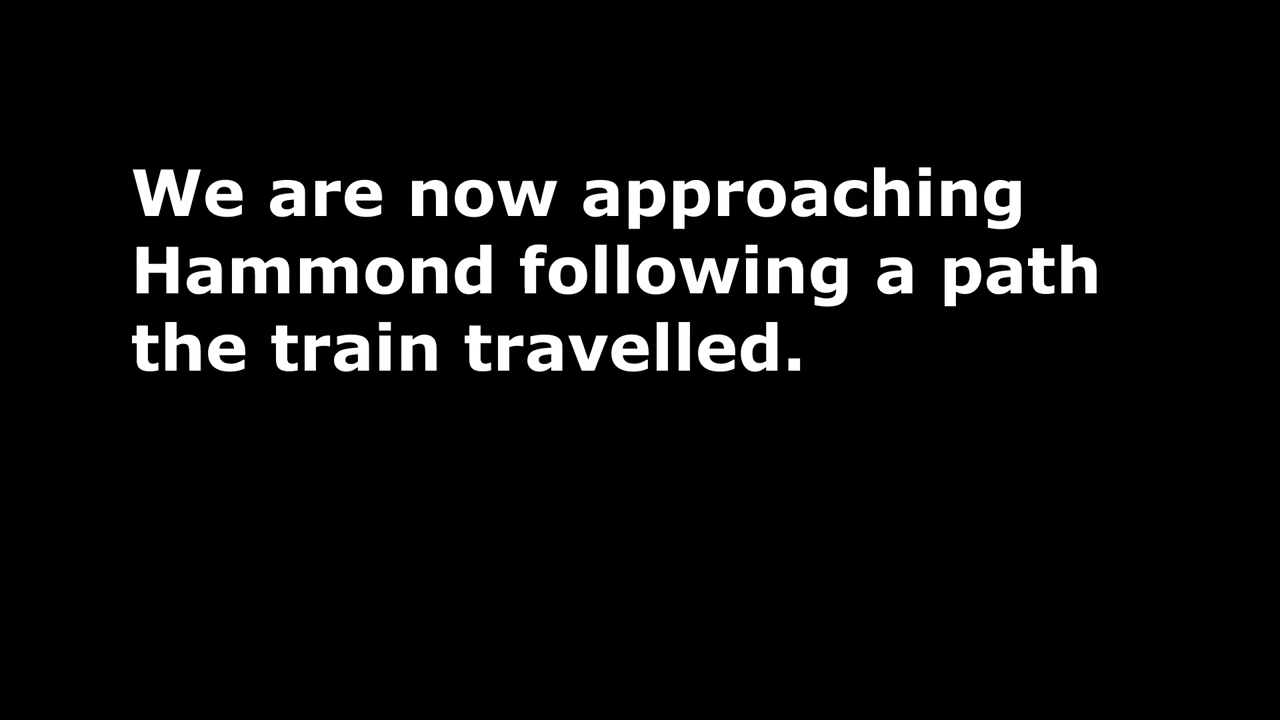 We are now approaching
Hammond following a path
the train travelled.